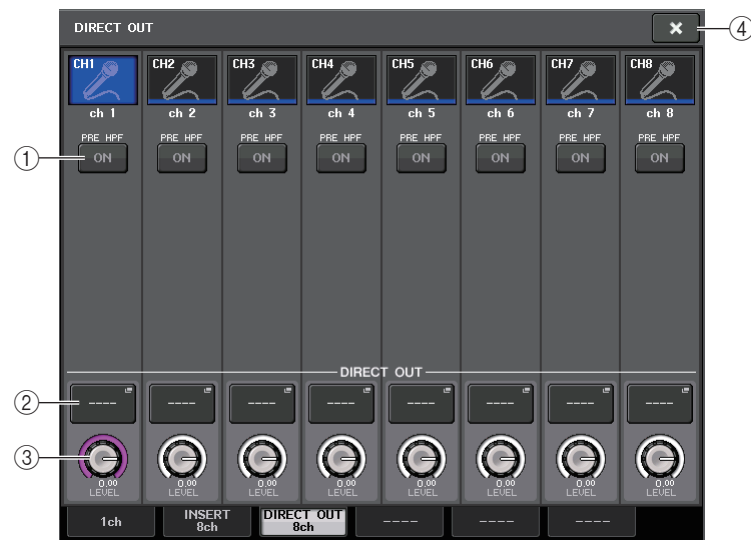 DIRECT OUT
④
CH1 CH2 CH3 CH4 CH5 CH6 CH7 CH8
ch 1 ch 2 ch 3 ch 4 ch 5 ch 6 ch 7 ch 8
PRE HPF PRE HPF PRE HPF PRE HPF PRE HPF PRE HPF PRE HPF PRE HPF
① ON ON ON ON ON ON ON ON
DIRECT OUT
② ---- ---- ---- ---- ---- ---- ---- ----
③
0.00 0.00 0.00 0.00 0.00 0.00 0.00 0.00
LEVEL LEVEL LEVEL LEVEL LEVEL LEVEL LEVEL LEVEL
1ch INSERT 8ch DIRECT OUT 8ch ---- ---- ----